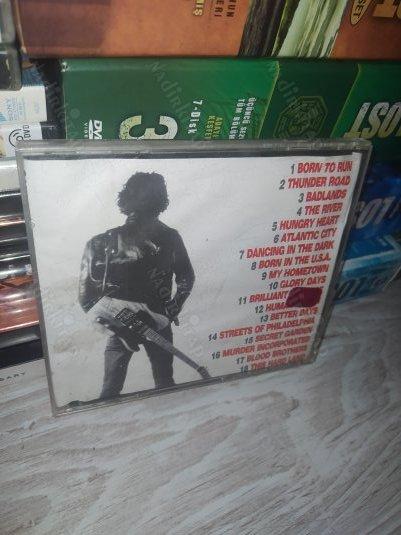 7-Disk
3
DVD
LOST
1 BORN TO RUN
2 THUNDER ROAD
3 BADLANDS
4 THE RIVER
5 HUNGRY HEART
6 ATLANTIC CITY
7 DANCING IN THE DARK
8 BORN IN THE U.S.A.
9 MY HOMETOWN
10 GLORY DAYS
11 BRILLIANT
12 HUM
13 BETTER DAYS
14 STREETS OF PHILADELPHIA
15 SECRET GARDEN
16 MURDER INCORPORATED
17 BLOOD BROTHERS
18 THIS HARD LAND